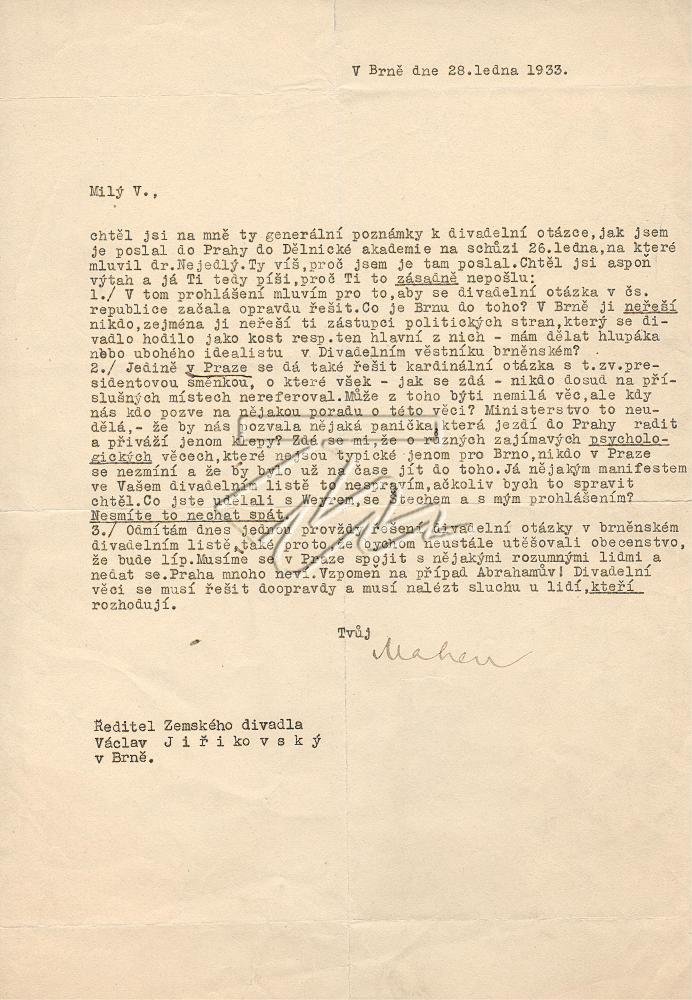 V Brně dne 28.ledna 1933.
Milý V.,
chtěl jsi na mně ty generální poznámky k divadelní otázce,jak jsem
je poslal do Prahy do Dělnické akademie na schůzi 26.ledna,na které
mluvil dr.Nejedlý.Ty víš,proč jsem je tam poslal.Chtěl jsi aspoň
výtah a já Ti tedy píši,proč Ti to zásadně nepošlu:
1./ V tom prohlášení mluvím pro to,aby se divadelní otázka v čs.
republice začala opravdu řešit.Co je Brnu do toho? V Brně ji neřeší
nikdo,zejména ji neřeší ti zástupci politických stran,který se di-
vadlo hodilo jako kost resp.ten hlavní z nich - mám dělat hlupáka
nebo ubohého idealistu v Divadelním věstníku brněnském?
2./ Jedině v Praze se dá také řešit kardinální otázka s t.zv.pre-
sidentovou směnkou, o které však - jak se zdá - nikdo dosud na pří-
slušných místech nereferoval.Může z toho býti nemilá věc,ale kdy
nás kdo pozve na nějakou poradu o této věci? Ministerstvo to neu-
dělá,- že by nás pozvala nějaká panička,která jezdí do Prahy radit
a přiváží jenom klepy? Zdá se mi,že o různých zajímavých psycholo-
gických věcech,které nejsou typické jenom pro Brno,nikdo v Praze
se nezmíní a že by bylo už na čase jít do toho.Já nějakým manifestem
ve Vašem divadelním listě to nespravím,ačkoliv bych to spravit
chtěl.Co jste udělali s Weyrem,se Stechem a s mým prohlášením?
Nesmíte to nechat spát.
3./ Odmítám dnes jednou provždy řešení divadelní otázky v brněnském
divadelním listě,také proto,že bychom neustále utěšovali obecenstvo,
že bude líp.Musíme se v Praze spojit s nějakými rozumnými lidmi a
nedat se.Praha mnoho neví.Vzpomeň na případ Abrahamův! Divadelní
věci se musí řešit doopravdy a musí nalézt sluchu u lidí,kteří
rozhodují.
Tvůj
Mahen
Ředitel Zemského divadla
Václav J i ř i k o v s k ý
v Brně.